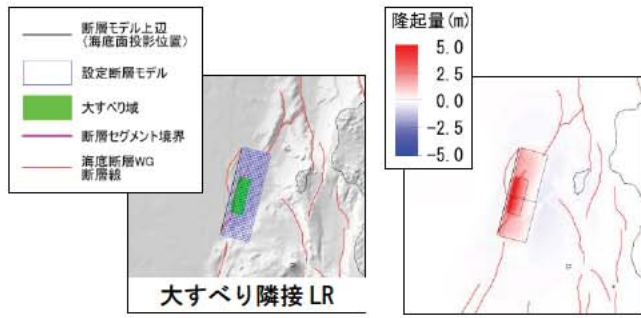 断層モデル上辺
(海底面投影位置)
設定断層モデル
大すべり域
断層セグメント境界
海底断層WG
断層線
大すべり隣接LR
隆起量(m)
5.0
2.5
0.0
-2.5
-5.0